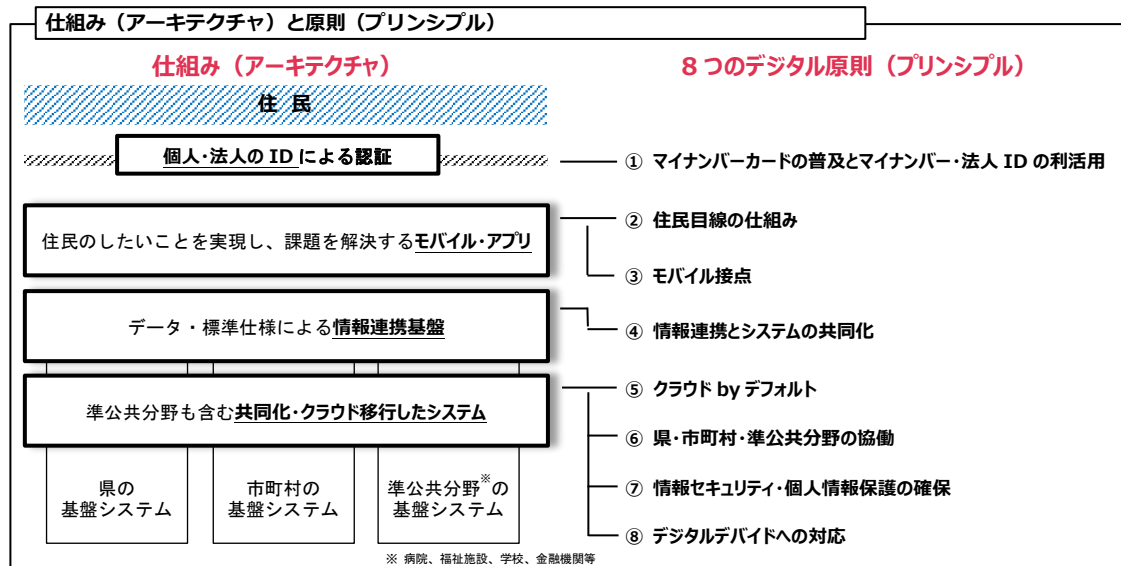 仕組み（アーキテクチャ）と原則（プリンシプル）
仕組み（アーキテクチャ）
住 民
個人・法人の ID による認証
住民のしたいことを実現し、課題を解決するモバイル・アプリ
データ・標準仕様による情報連携基盤
準公共分野も含む共同化・クラウド移行したシステム
県の
基盤システム
市町村の
基盤システム
準公共分野※の
基盤システム
※ 病院、福祉施設、学校、金融機関等
８つのデジタル原則（プリンシプル）
① マイナンバーカードの普及とマイナンバー・法人 ID の利活用
② 住民目線の仕組み
③ モバイル接点
④ 情報連携とシステムの共同化
⑤ クラウド by デフォルト
⑥ 県・市町村・準公共分野の協働
⑦ 情報セキュリティ・個人情報保護の確保
⑧ デジタルデバイドへの対応